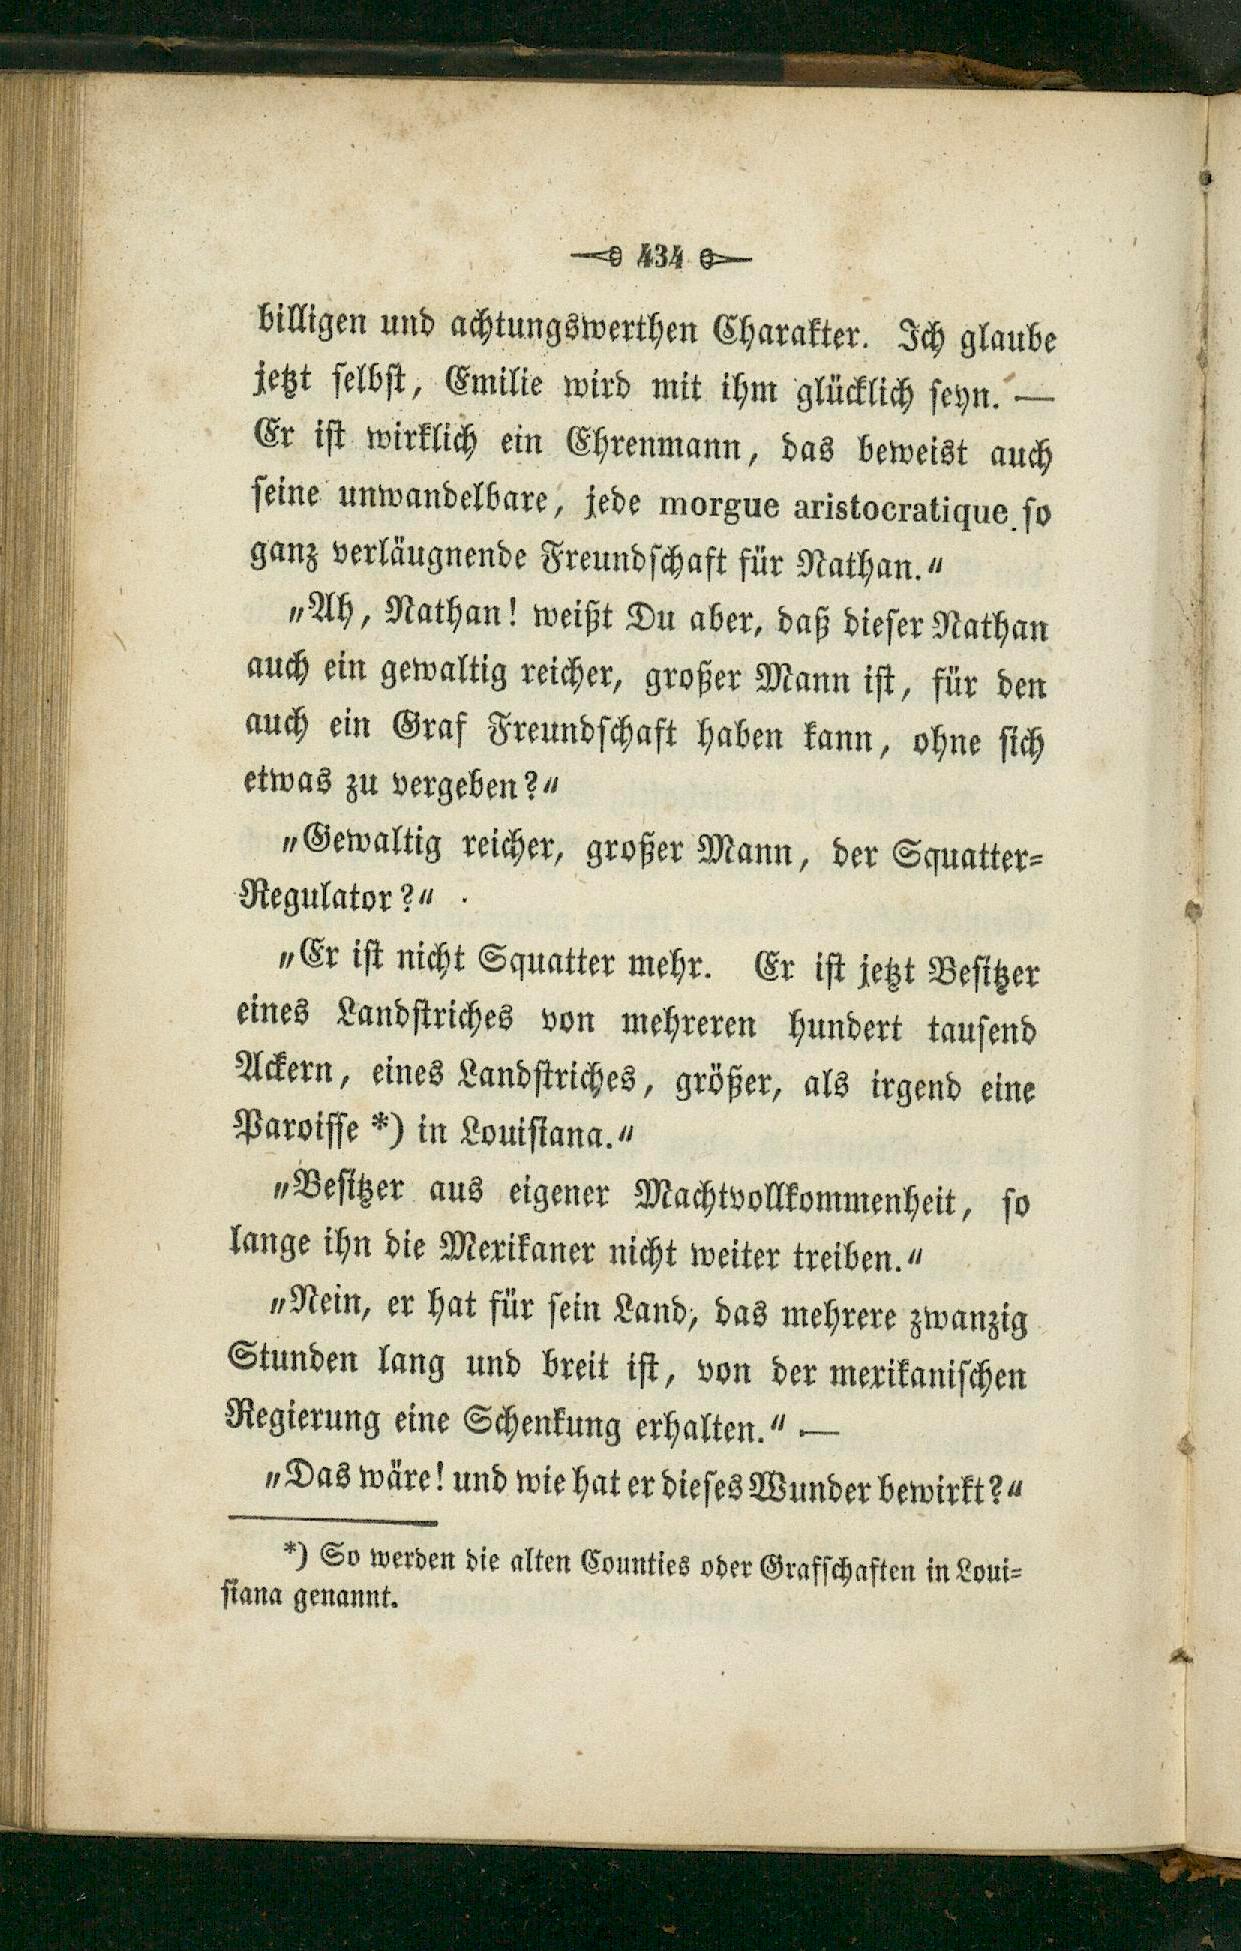 434
billigen und achtungswerthen Charakter. Ich glaube
jetzt selbst, Emilie wird mit ihm glücklich seyn. —
Er ist wirklich ein Ehrenmann, das beweist auch
seine unwandelbare, jede morgue aristocratique so
ganz verläugnende Freundschaft für Nathan.“
„Ah, Nathan! weißt Du aber, daß dieser Nathan
auch ein gewaltig reicher, großer Mann ist, für den
auch ein Graf Freundschaft haben kann, ohne sich
etwas zu vergeben?“
„Gewaltig reicher, großer Mann, der Squatter-
Regulator?“
„Er ist nicht Squatter mehr. Er ist jetzt Besitzer
eines Landstriches von mehreren hundert tausend
Ackern, eines Landstriches, größer, als irgend eine
Paroisse *) in Louisiana.“
„Besitzer aus eigener Machtvollkommenheit, so
lange ihn die Mexikaner nicht weiter treiben.“
„Nein, er hat für sein Land, das mehrere zwanzig
Stunden lang und breit ist, von der mexikanischen
Regierung eine Schenkung erhalten.“ —
„Das wäre! und wie hat er dieses Wunder bewirkt?“
*) So werden die alten Counties oder Grafschaften in Loui-
siana genannt.